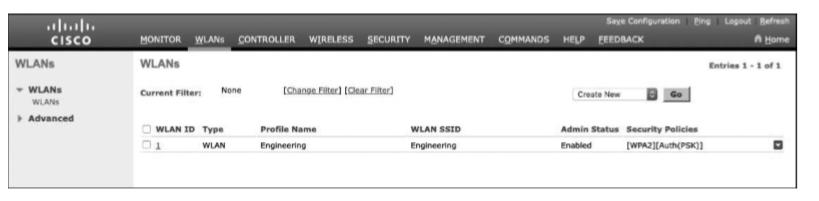 Save Configuration Ping Logout Refresh
CISCO MONITOR WLANs CONTROLLER WIRELESS SECURITY MANAGEMENT COMMANDS HELP FEEDBACK Home
WLANs
WLANs
WLANs
Advanced
WLANs Entries 1 - 1 of 1
Current Filter: None [Change Filter] [Clear Filter] Create New Go
WLAN ID Type Profile Name WLAN SSID Admin Status Security Policies
1 WLAN Engineering Engineering Enabled [WPA2][Auth(PSK)]